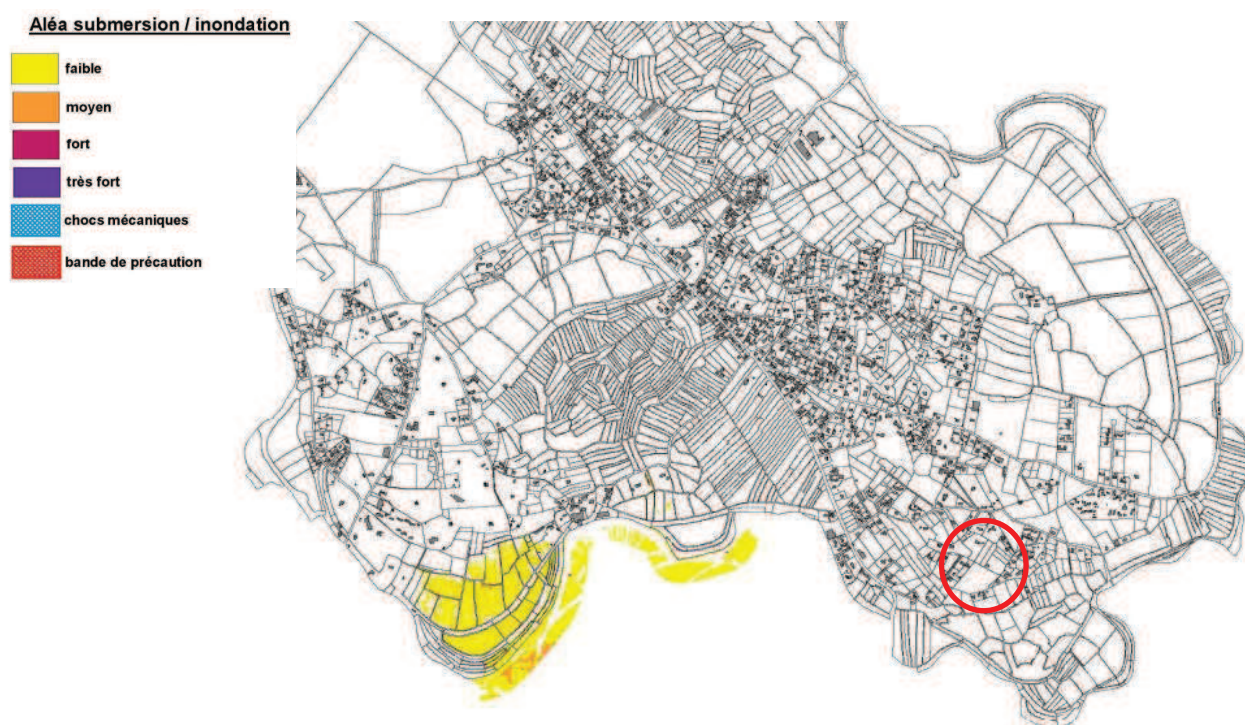 Aléa submersion / inondation
faible
moyen
fort
très fort
chocs mécaniques
bande de précaution